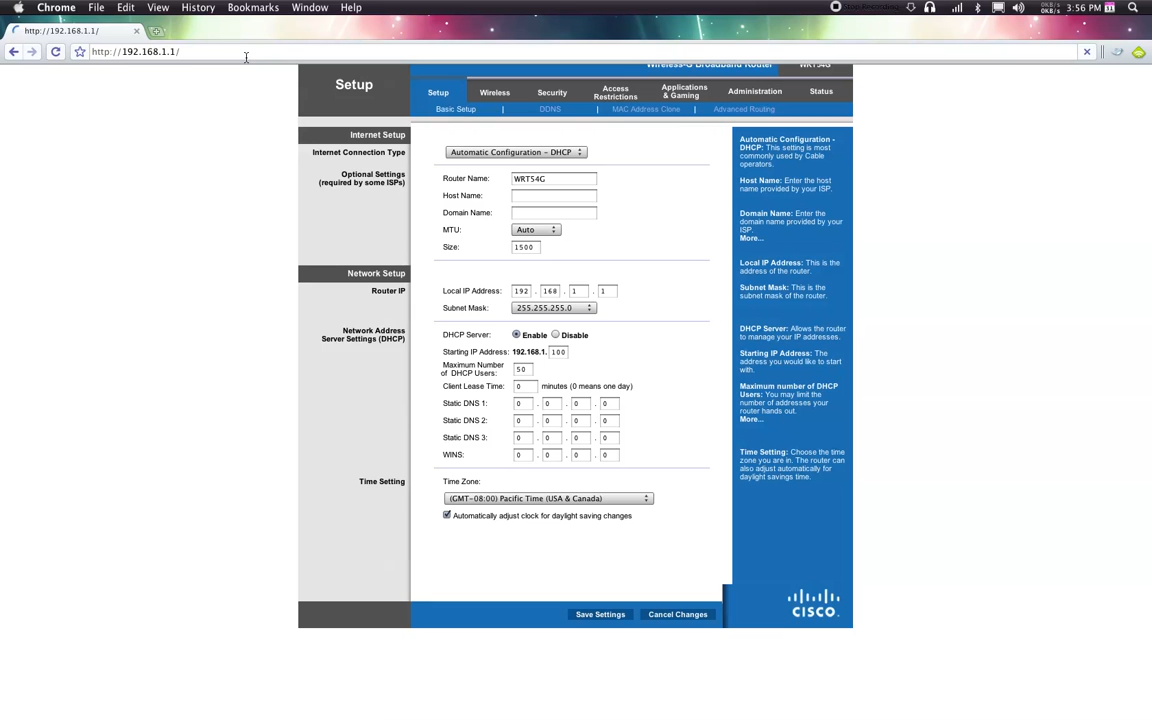 Chrome File Edit View History Bookmarks Window Help 0KB/s 0KB/s 3:56 PM 31
http://192.168.1.1/
http://192.168.1.1/
Wireless-G Broadband Router WRT54G
Setup
Setup Wireless Security Access Restrictions Applications & Gaming Administration Status
Basic Setup | DDNS | MAC Address Clone | Advanced Routing
Internet Setup
Internet Connection Type
Automatic Configuration - DHCP
Optional Settings
(required by some ISPs)
Router Name: WRT54G
Host Name:
Domain Name:
MTU: Auto
Size: 1500
Network Setup
Router IP
Local IP Address: 192 . 168 . 1 . 1
Subnet Mask: 255.255.255.0
Network Address
Server Settings (DHCP)
DHCP Server: Enable Disable
Starting IP Address: 192.168.1. 100
Maximum Number
of DHCP Users: 50
Client Lease Time: 0 minutes (0 means one day)
Static DNS 1: 0 . 0 . 0 . 0
Static DNS 2: 0 . 0 . 0 . 0
Static DNS 3: 0 . 0 . 0 . 0
WINS: 0 . 0 . 0 . 0
Time Setting
Time Zone:
(GMT-08:00) Pacific Time (USA & Canada)
Automatically adjust clock for daylight saving changes
Automatic Configuration -
DHCP: This setting is most
commonly used by Cable
operators.
Host Name: Enter the host
name provided by your ISP.
Domain Name: Enter the
domain name provided by your
ISP.
More...
Local IP Address: This is the
address of the router.
Subnet Mask: This is the
subnet mask of the router.
DHCP Server: Allows the router
to manage your IP addresses.
Starting IP Address: The
address you would like to start
with.
Maximum number of DHCP
Users: You may limit the
number of addresses your
router hands out.
More...
Time Setting: Choose the time
zone you are in. The router can
also adjust automatically for
daylight savings time.
Save Settings Cancel Changes
CISCO.